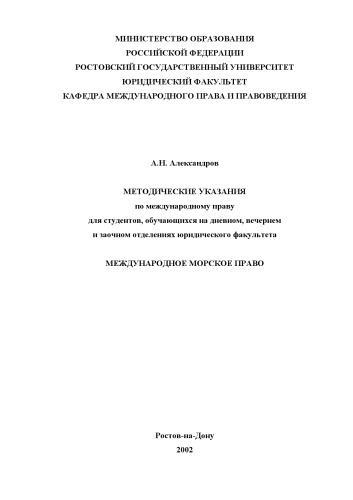 МИНИСТЕРСТВО ОБРАЗОВАНИЯ
РОССИЙСКОЙ ФЕДЕРАЦИИ
РОСТОВСКИЙ ГОСУДАРСТВЕННЫЙ УНИВЕРСИТЕТ
ЮРИДИЧЕСКИЙ ФАКУЛЬТЕТ
КАФЕДРА МЕЖДУНАРОДНОГО ПРАВА И ПРАВОВЕДЕНИЯ
А.Н. Александров
МЕТОДИЧЕСКИЕ УКАЗАНИЯ
по международному праву
для студентов, обучающихся на дневном, вечернем
и заочном отделениях юридического факультета
МЕЖДУНАРОДНОЕ МОРСКОЕ ПРАВО
Ростов-на-Дону
2002